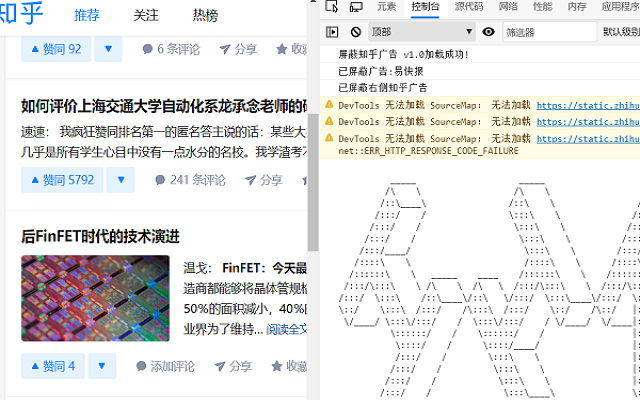 知乎 推荐 关注 热榜
赞同 92 6 条评论 分享 收藏
如何评价上海交通大学自动化系龙承念老师的
速速： 我疯狂赞同排名第一的匿名答主说的话：某些大
几乎是所有学生心目中没有一点水分的名校。我学渣考不
赞同 5792 241 条评论 分享
后FinFET时代的技术演进
温戈： FinFET：今天最
造商都能够将晶体管规格
50%的面积减小，40%
业界为了维持... 阅读全文
赞同 4 添加评论 分享 收藏
元素 控制台 源代码 网络 性能 内存 应用程序
顶部 筛选器 默认级别
屏蔽知乎广告 v1.0加载成功!
已屏蔽广告:易快报
已屏蔽右侧知乎广告
DevTools 无法加载 SourceMap: 无法加载 https://static.zhihu
DevTools 无法加载 SourceMap: 无法加载 https://static.zhihu
DevTools 无法加载 SourceMap: 无法加载 https://static.zhihu
net::ERR_HTTP_RESPONSE_CODE_FAILURE